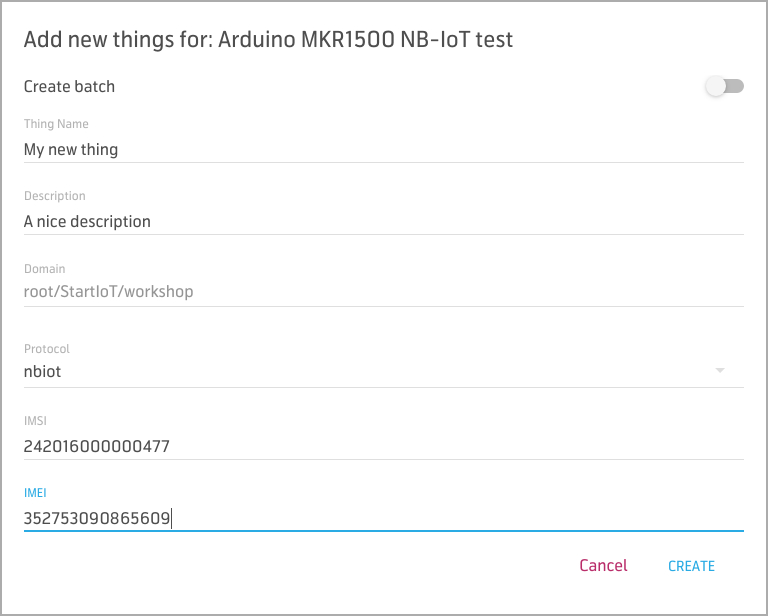 Add new things for: Arduino MKR1500 NB-IoT test
Create batch
Thing Name
My new thing
Description
A nice description
Domain
root/StartIoT/workshop
Protocol
nbiot
IMSI
242016000000477
IMEI
352753090865609
Cancel CREATE